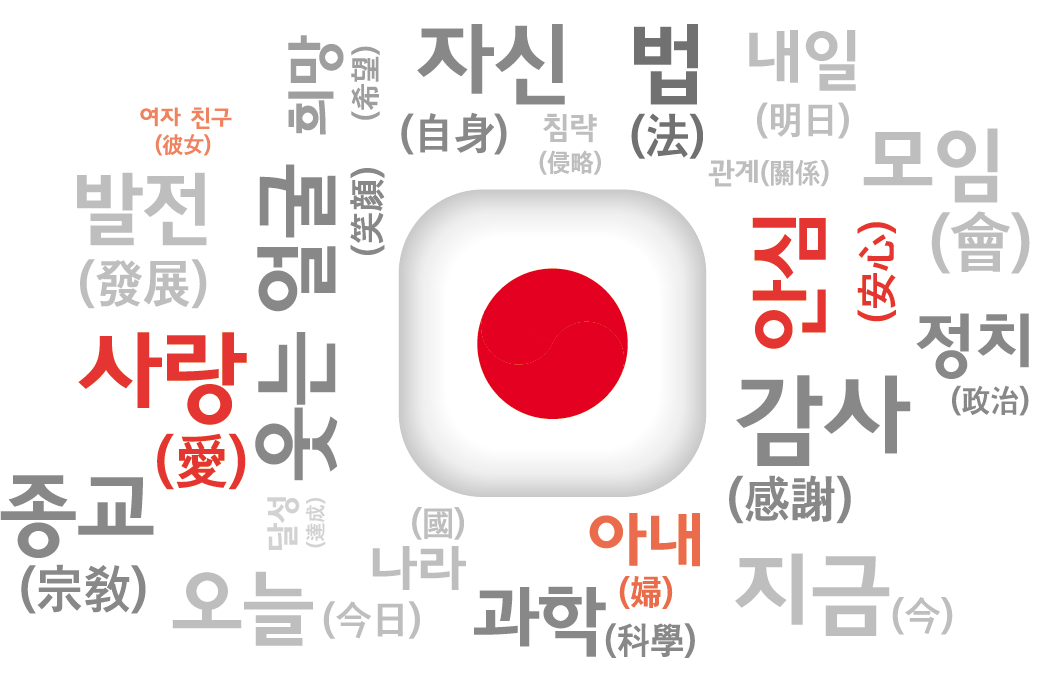 희망
(希望)
자신
(自身)
법
(法)
내일
(明日)
여자 친구
(彼女)
침략
(侵略)
관계(關係)
모임
(會)
발전
(發展)
웃는 얼굴
(笑顔)
안심
(安心)
정치
(政治)
사랑
(愛)
감사
(感謝)
종교
(宗教)
달성
(達成)
(國)
나라
아내
(婦)
오늘(今日)
과학(科學)
지금(今)